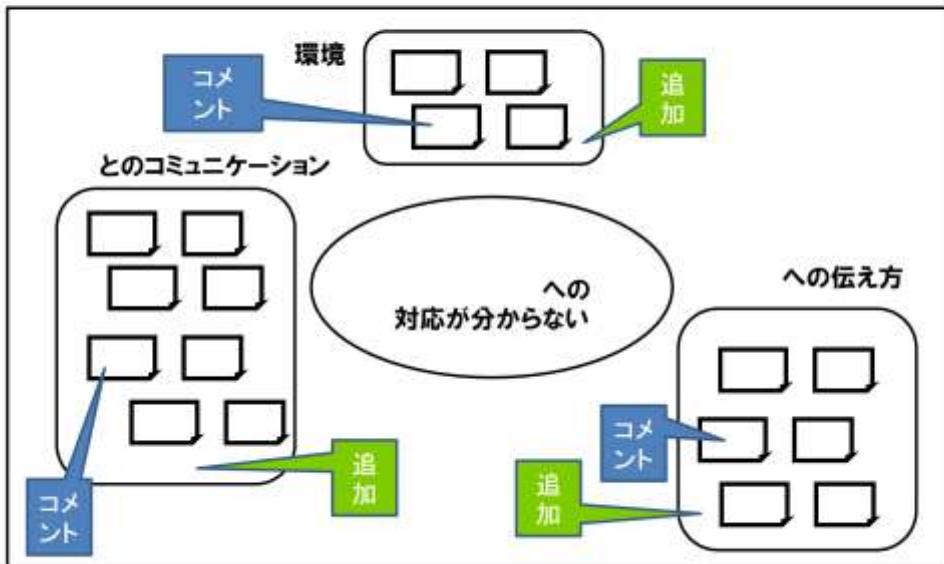 環境
コメ
ント
追
加
とのコミュニケーション
への
対応が分からない
への伝え方
コメ
ント
追
加
コメ
ント
追
加